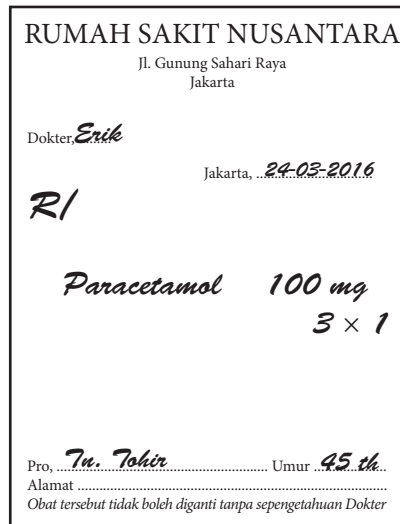 RUMAH SAKIT NUSANTARA
Jl. Gunung Sahari Raya
Jakarta
Dokter, Erik
Jakarta, 24-03-2016
R/
Paracetamol 100 mg
3 × 1
Pro, Tn. Tohir Umur 45 th
Alamat
Obat tersebut tidak boleh diganti tanpa sepengetahuan Dokter